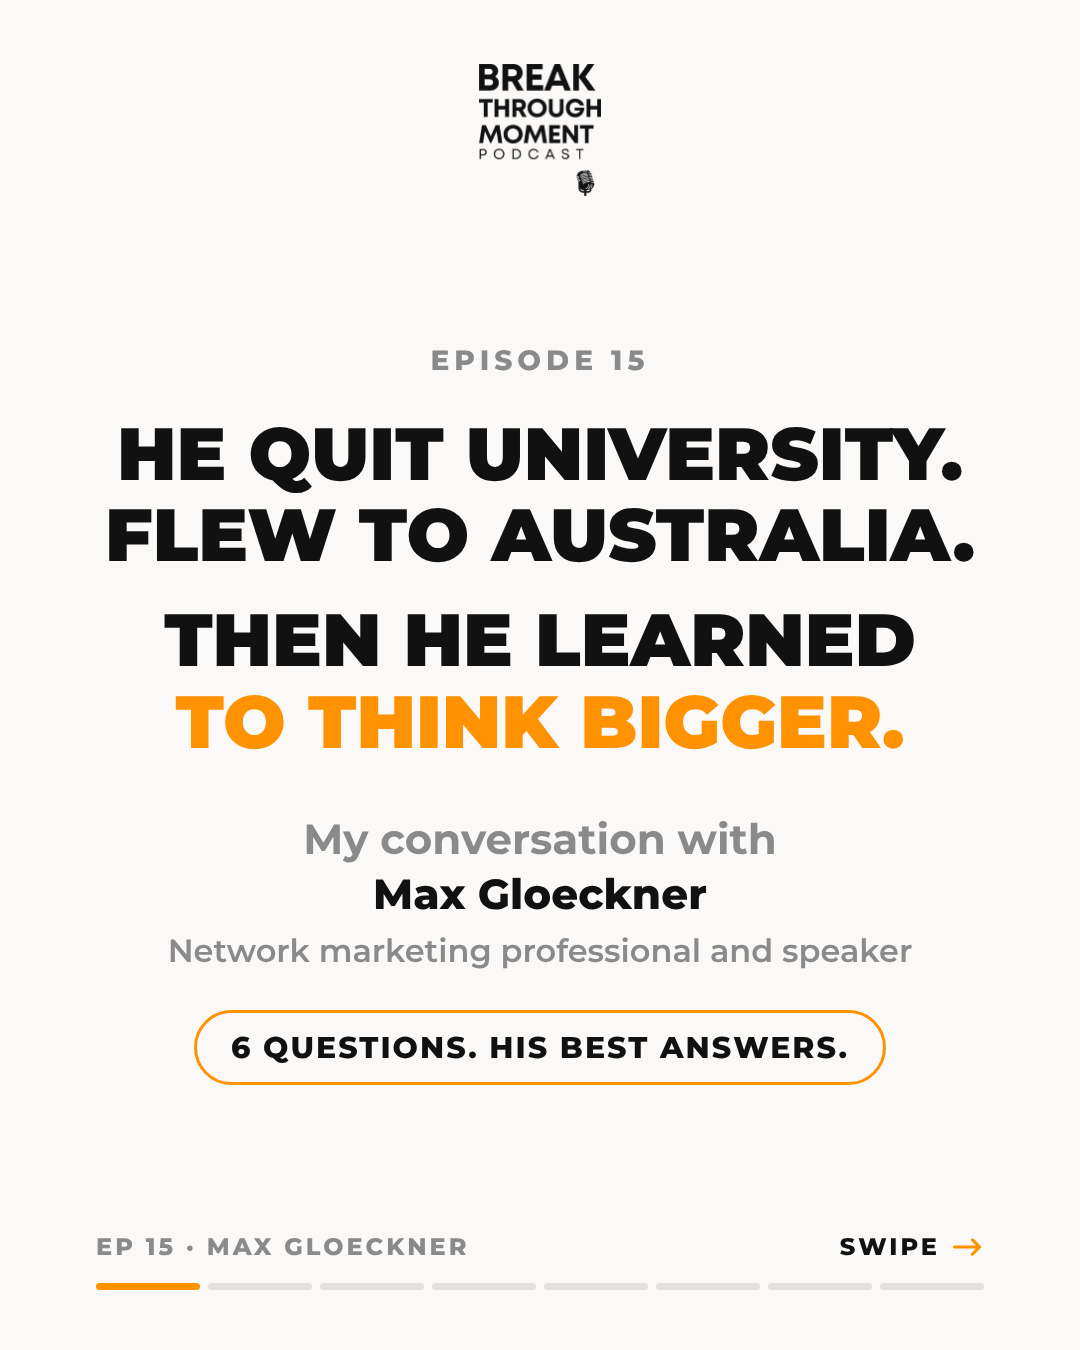 BREAK
THROUGH
MOMENT
PODCAST
EPISODE 15
HE QUIT UNIVERSITY.
FLEW TO AUSTRALIA.
THEN HE LEARNED
TO THINK BIGGER.
My conversation with
Max Gloeckner
Network marketing professional and speaker
6 QUESTIONS. HIS BEST ANSWERS.
EP 15 · MAX GLOECKNER
SWIPE →